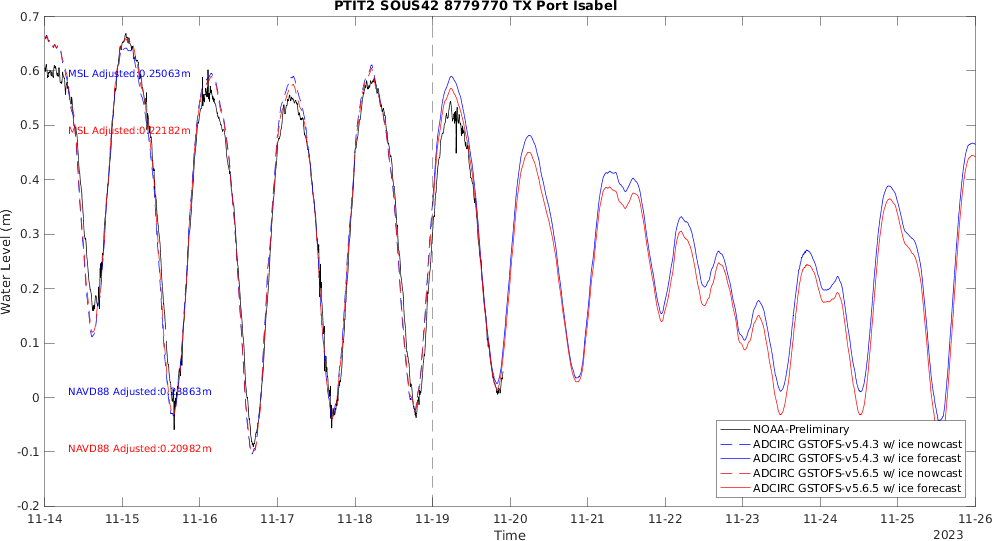 PTIT2 SOUS42 8779770 TX Port Isabel
Water Level (m)
0.7
0.6
0.5
0.4
0.3
0.2
0.1
0
-0.1
-0.2
MSL Adjusted:0.25063m
MSL Adjusted:0.22182m
NAVD88 Adjusted:0.23863m
NAVD88 Adjusted:0.20982m
NOAA-Preliminary
ADCIRC GSTOFS-v5.4.3 w/ ice nowcast
ADCIRC GSTOFS-v5.4.3 w/ ice forecast
ADCIRC GSTOFS-v5.6.5 w/ ice nowcast
ADCIRC GSTOFS-v5.6.5 w/ ice forecast
11-14 11-15 11-16 11-17 11-18 11-19 11-20 11-21 11-22 11-23 11-24 11-25 11-26
Time
2023